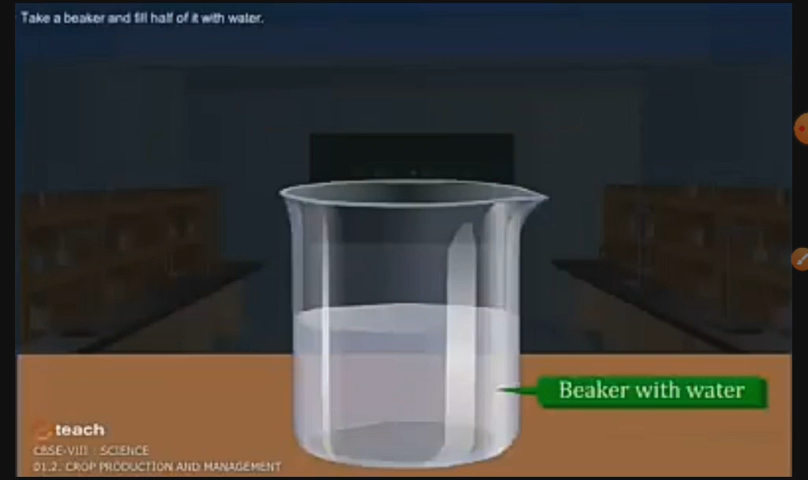 Take a beaker and fill half of it with water.
Beaker with water
teach
CBSE-VIII : SCIENCE
01.2. CROP PRODUCTION AND MANAGEMENT